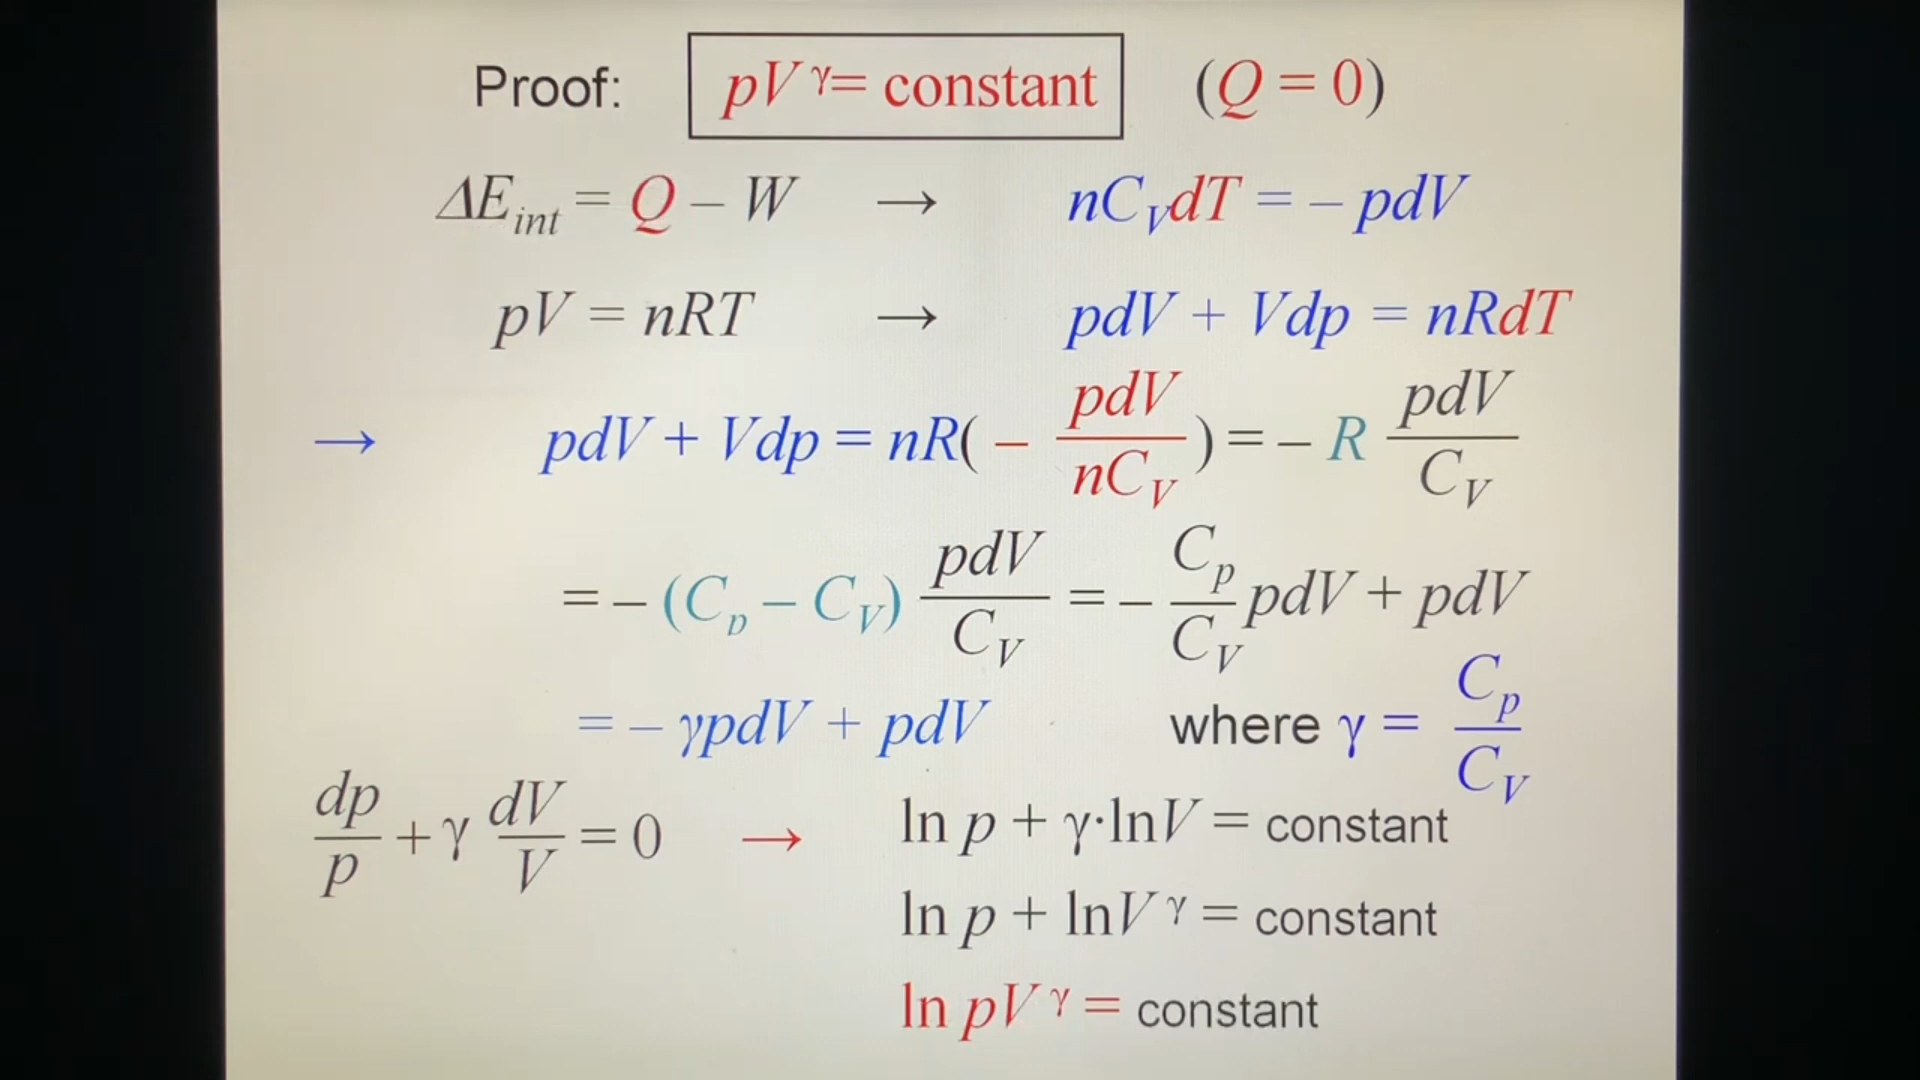 Proof: pV^γ = constant (Q = 0)
ΔE_int = Q – W → nC_V dT = – pdV
pV = nRT → pdV + Vdp = nRdT
→ pdV + Vdp = nR( – pdV / nC_V ) = – R pdV / C_V
= – (C_p – C_V) pdV / C_V = – C_p / C_V pdV + pdV
= – γpdV + pdV where γ = C_p / C_V
dp / p + γ dV / V = 0 → ln p + γ·lnV = constant
ln p + lnV^γ = constant
ln pV^γ = constant